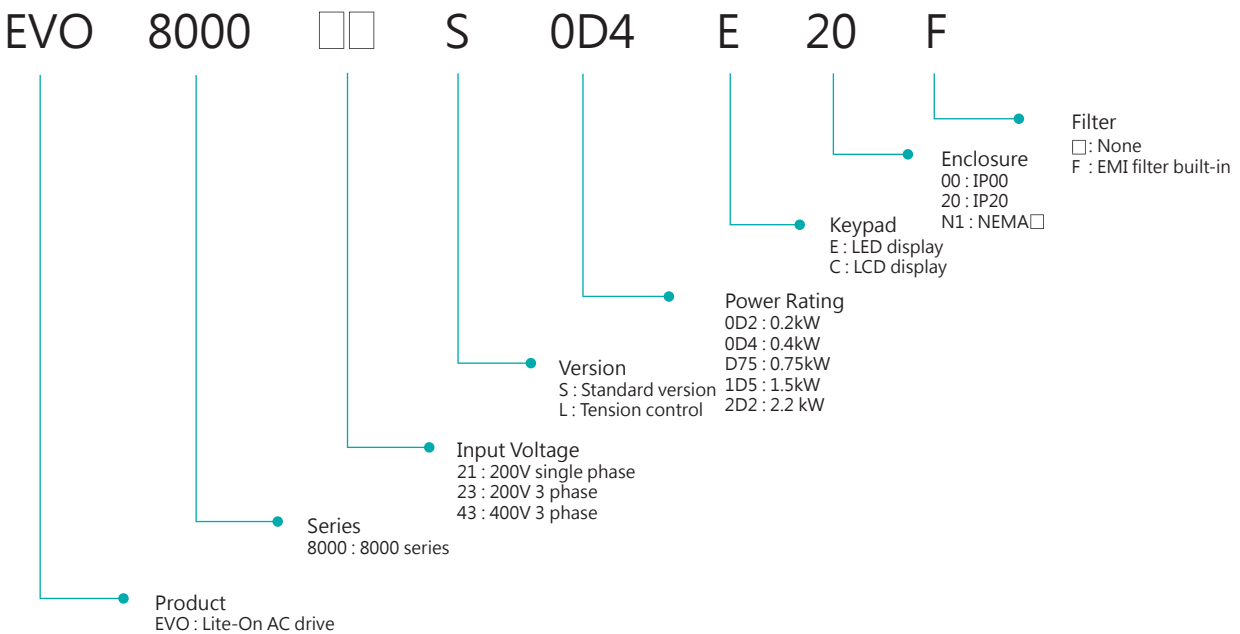 EVO 8000 □□ S 0D4 E 20 F
Filter
□: None
F : EMI filter built-in
Enclosure
00 : IP00
20 : IP20
N1 : NEMA□
Keypad
E : LED display
C : LCD display
Power Rating
0D2 : 0.2kW
0D4 : 0.4kW
D75 : 0.75kW
1D5 : 1.5kW
2D2 : 2.2 kW
Version
S : Standard version
L : Tension control
Input Voltage
21 : 200V single phase
23 : 200V 3 phase
43 : 400V 3 phase
Series
8000 : 8000 series
Product
EVO : Lite-On AC drive